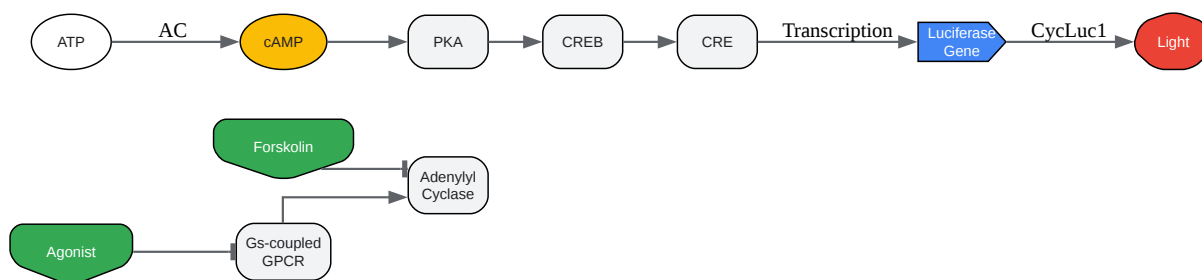 ATP
AC
cAMP
PKA
CREB
CRE
Transcription
Luciferase
Gene
CycLuc1
Light
Forskolin
Adenylyl
Cyclase
Agonist
Gs-coupled
GPCR